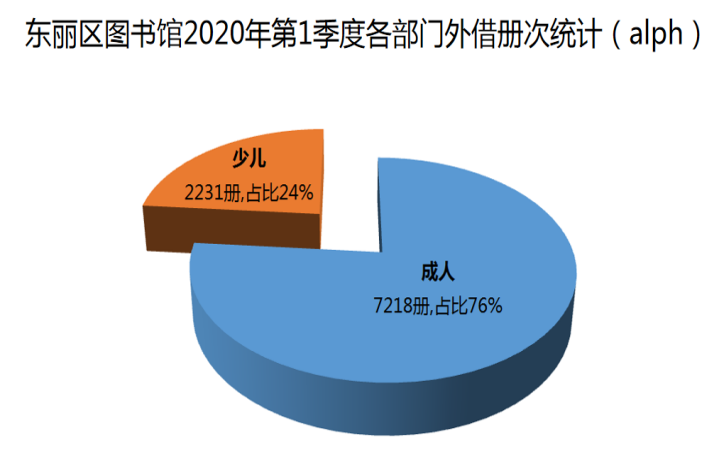 东丽区图书馆2020年第1季度各部门外借册次统计（alph）
少儿
2231册,占比24%
成人
7218册,占比76%